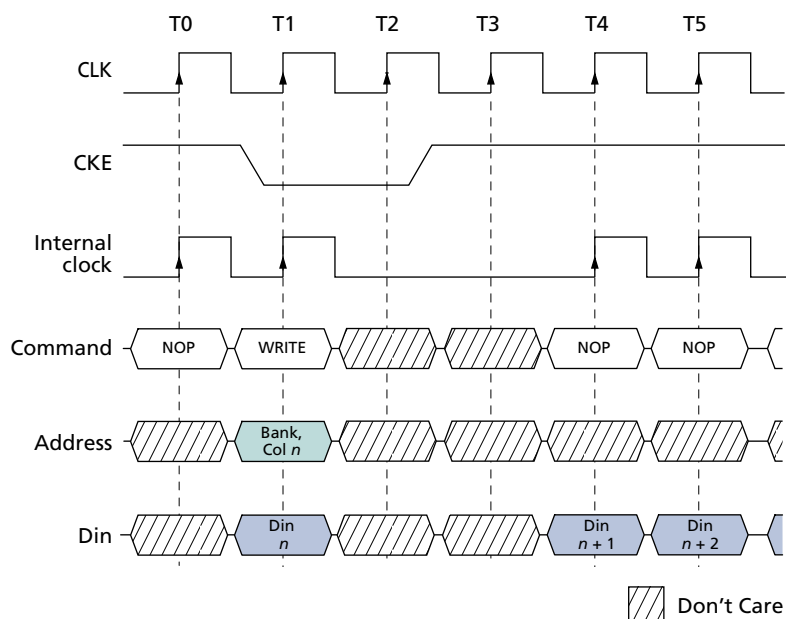 T0 T1 T2 T3 T4 T5
CLK
CKE
Internal
clock
Command NOP WRITE NOP NOP
Address Bank,
Col n
Din Din
n Din
n + 1 Din
n + 2
Don't Care